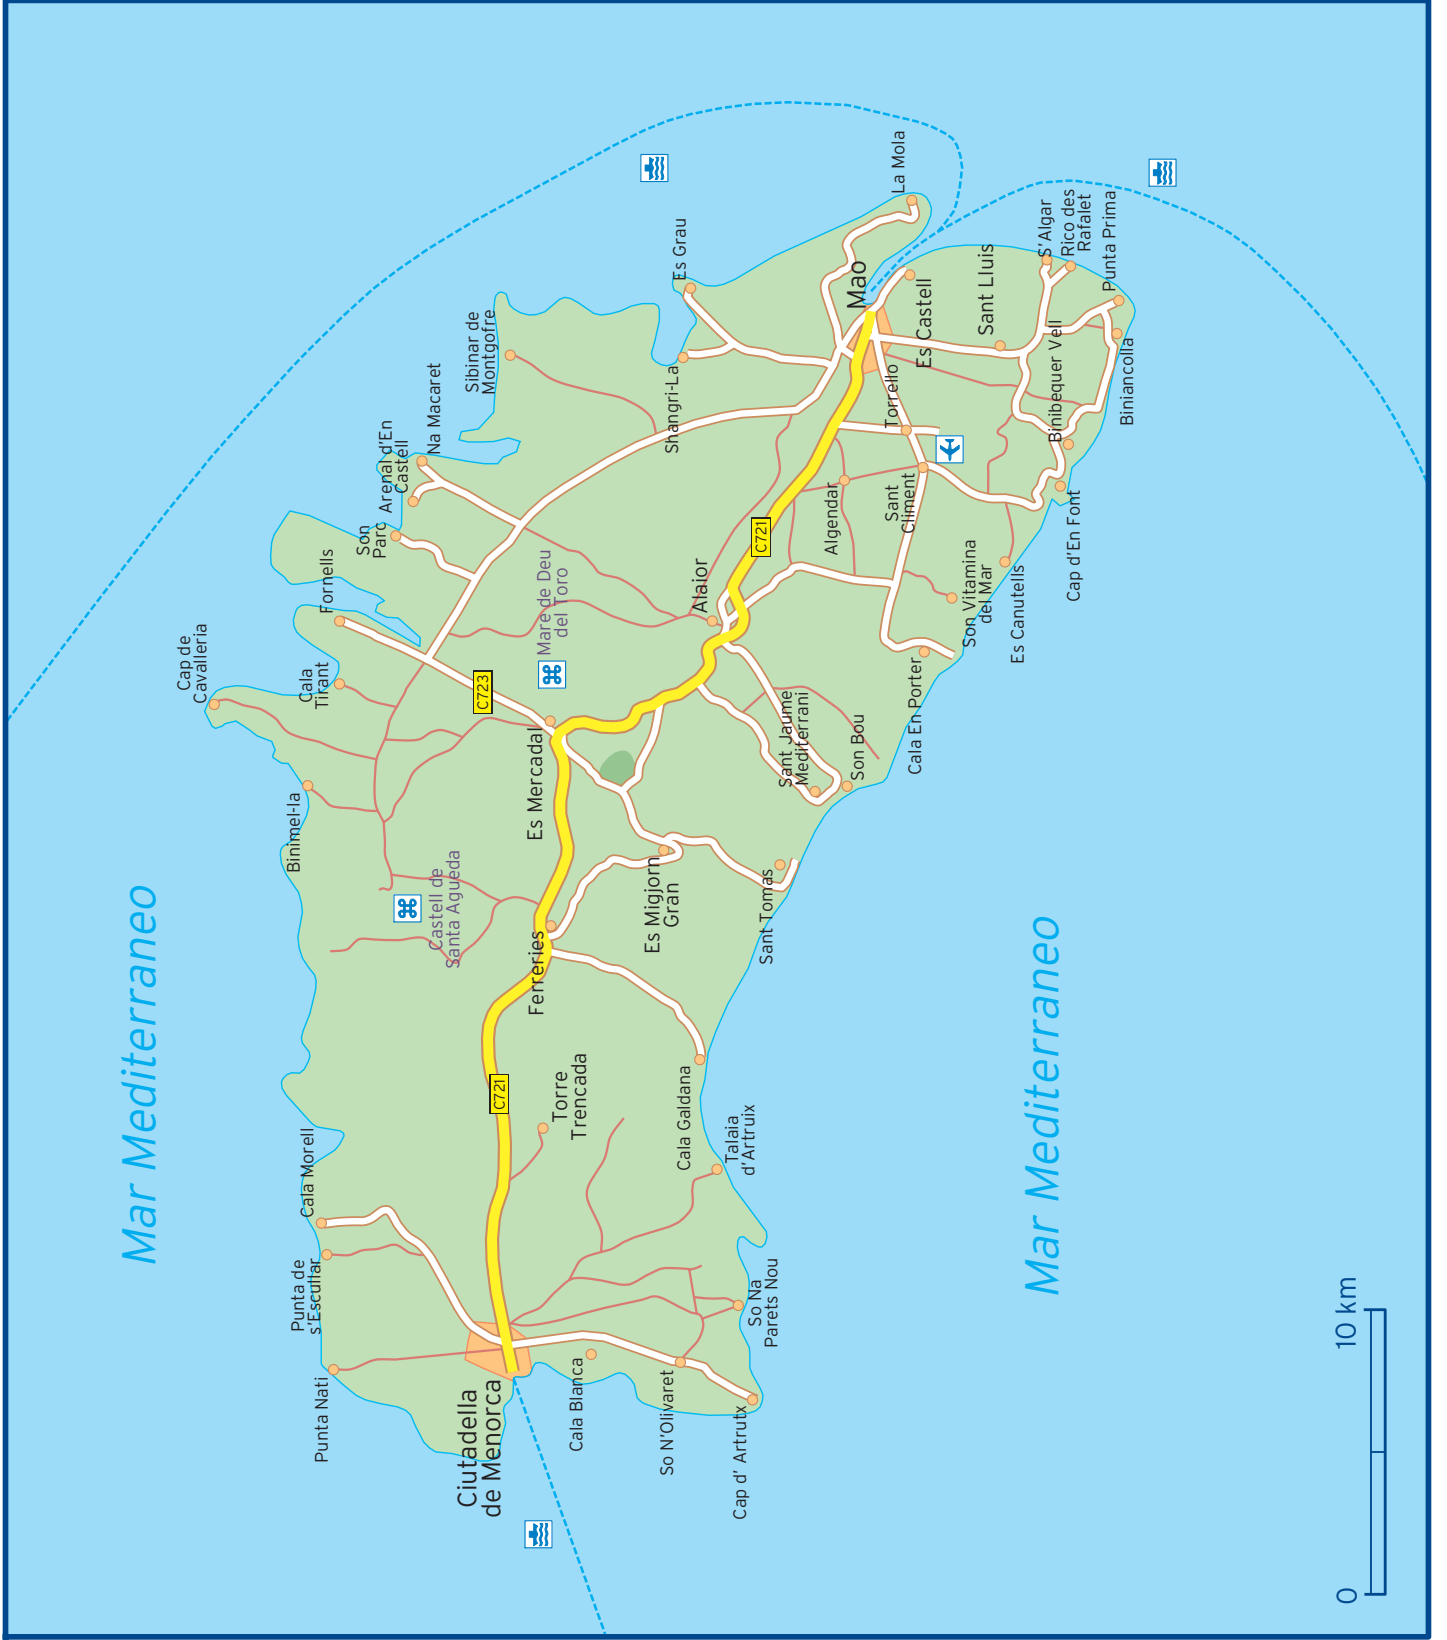 Mar Mediterraneo
Cap de
Cavalleria
Fornells
Cala
Tirant
Son
Parc
Arenal d'En
Castell
Na Macaret
Sibinar de
Montgofre
Binimel-la
C723
Mare de Deu
del Toro
Es Grau
Shangri-La
La Mola
Punta Nati
Punta de
s'Escullar
Cala Morell
Castell de
Santa Agueda
Es Mercadal
Alaior
C721
Mao
Es Castell
Sant Lluis
S'Algar
Rico des
Rafalet
Punta Prima
Ciutadella
de Menorca
C721
Ferreries
Torre
Trencada
Es Migjorn
Gran
Sant Jaume
Mediterrani
Son Bou
Algendar
Torrello
Sant
Climent
Binibequer Vell
Biniancolla
Cala Blanca
So N'Olivaret
Cap d' Artrutx
So Na
Parets Nou
Talaia
d'Artruix
Cala Galdana
Sant Tomas
Cala En Porter
Son Vitamina
del Mar
Es Canutells
Cap d'En Font
Mar Mediterraneo
0
10 km